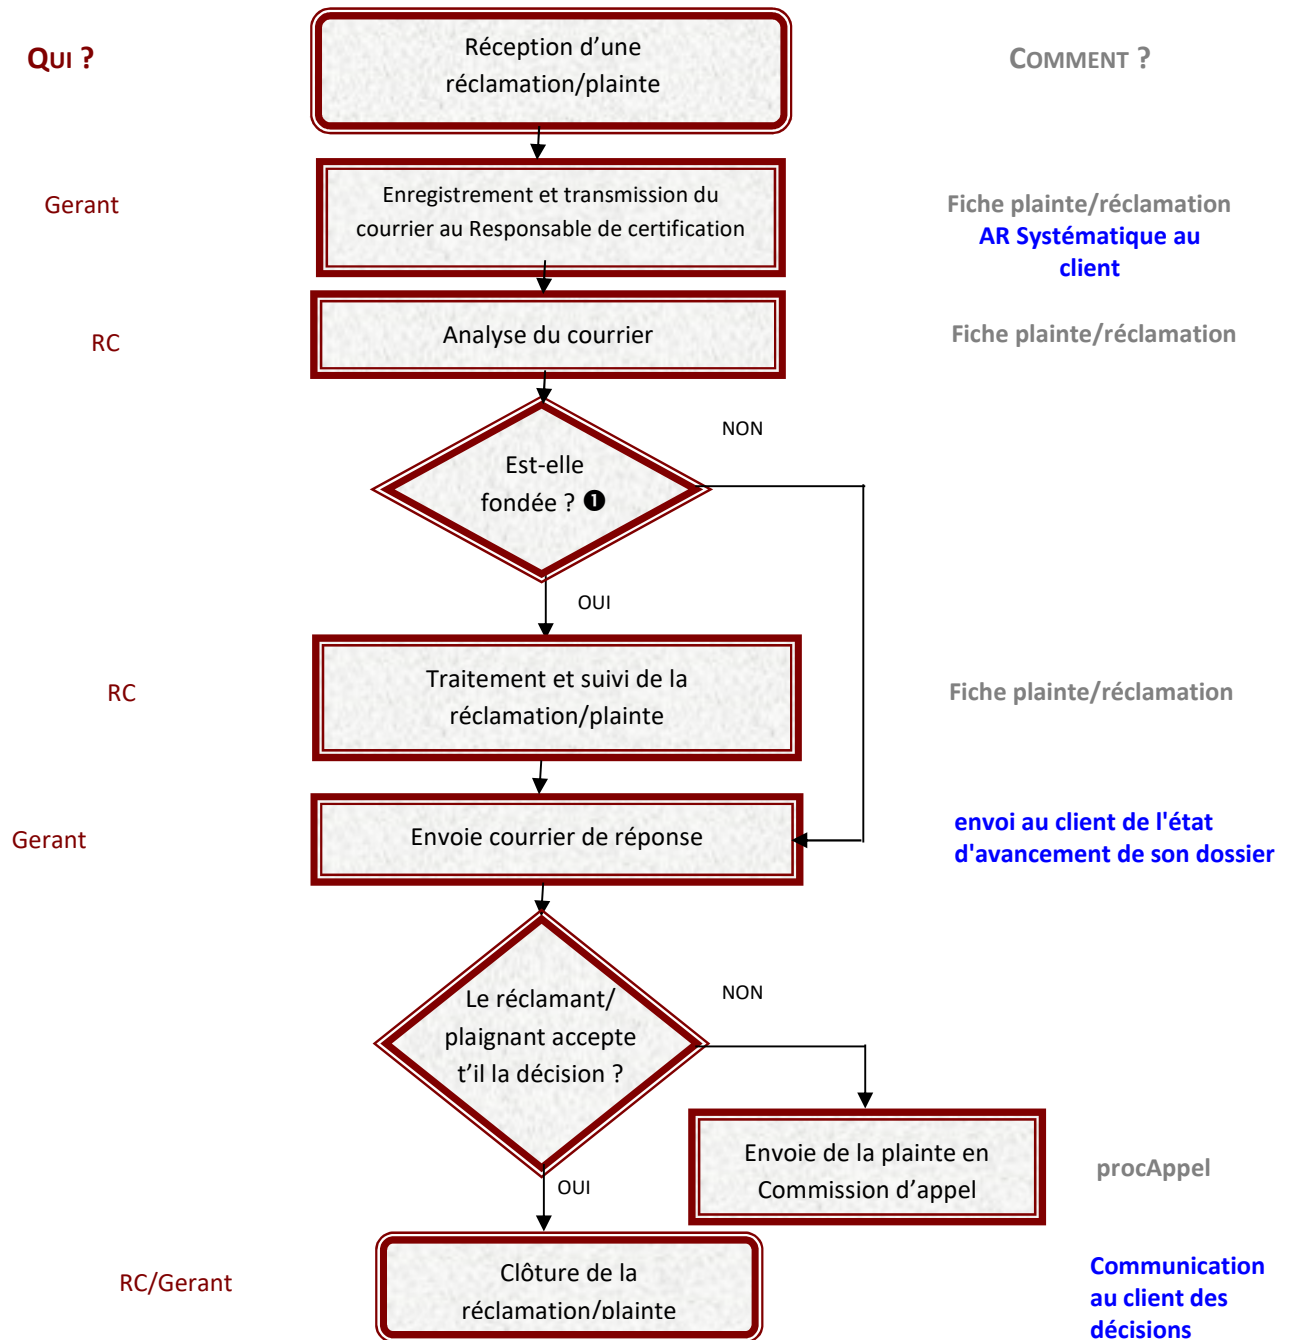 Réception d’une
réclamation/plainte
QUI ?
COMMENT ?
Gerant
Enregistrement et transmission du
courrier au Responsable de certification
Fiche plainte/réclamation
AR Systématique au
client
RC
Analyse du courrier
Fiche plainte/réclamation
NON
Est-elle
fondée ? ❶
OUI
RC
Traitement et suivi de la
réclamation/plainte
Fiche plainte/réclamation
Gerant
Envoie courrier de réponse
envoi au client de l'état
d'avancement de son dossier
Le réclamant/
plaignant accepte
t’il la décision ?
NON
Envoie de la plainte en
Commission d’appel
procAppel
OUI
RC/Gerant
Clôture de la
réclamation/plainte
Communication
au client des
décisions